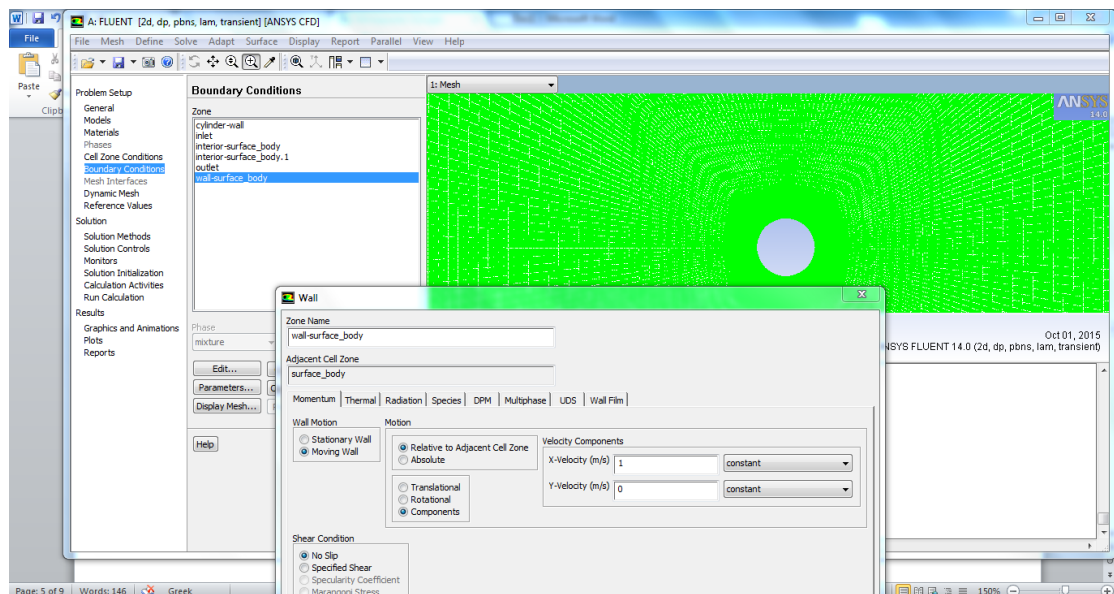 A: FLUENT [2d, dp, pbns, lam, transient] [ANSYS CFD]
File
File Mesh Define Solve Adapt Surface Display Report Parallel View Help
Paste
Clipb
Problem Setup
General
Models
Materials
Phases
Cell Zone Conditions
Boundary Conditions
Mesh Interfaces
Dynamic Mesh
Reference Values
Solution
Solution Methods
Solution Controls
Monitors
Solution Initialization
Calculation Activities
Run Calculation
Results
Graphics and Animations
Plots
Reports
Boundary Conditions
Zone
cylinder-wall
inlet
interior-surface_body
interior-surface_body.1
outlet
wall-surface_body
Phase
mixture
Edit...
Parameters...
Display Mesh...
Help
1: Mesh
ANSYS
14.0
Oct 01, 2015
NSYS FLUENT 14.0 (2d, dp, pbns, lam, transient)
Wall
Zone Name
wall-surface_body
Adjacent Cell Zone
surface_body
Momentum Thermal Radiation Species DPM Multiphase UDS Wall Film
Wall Motion
Stationary Wall
Moving Wall
Motion
Relative to Adjacent Cell Zone
Absolute
Translational
Rotational
Components
Velocity Components
X-Velocity (m/s) 1 constant
Y-Velocity (m/s) 0 constant
Shear Condition
No Slip
Specified Shear
Specularity Coefficient
Marangoni Stress
Page: 5 of 9 Words: 146 Greek 150%